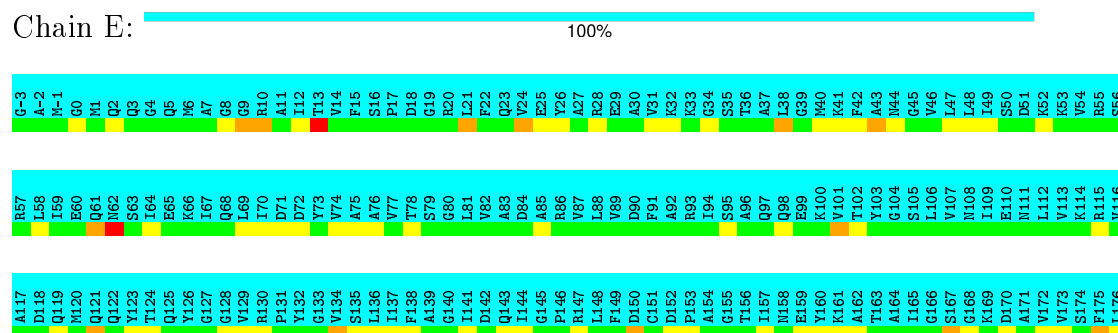 Chain E:
100%
G-3 A-2 M-1 G0 M1 Q2 Q3 G4 Q5 M6 A7 G8 G9 R10 A11 I12 T13 V14 F15 S16 P17 D18 G19 R20 L21 F22 Q23 V24 E25 Y26 A27 R28 E29 A30 V31 K32 K33 G34 S35 T36 A37 L38 G39 M40 K41 F42 A43 N44 G45 V46 L47 L48 I49 S50 D51 K52 K53 V54 R55 S56
R57 L58 I59 E60 Q61 N62 S63 I64 E65 K66 I67 Q68 L69 I70 D71 D72 Y73 V74 A75 A76 V77 T78 S79 G80 L81 V82 A83 D84 A85 R86 V87 L88 V89 D90 F91 A92 R93 I94 S95 A96 Q97 Q98 E99 K100 V101 T102 Y103 G104 S105 L106 V107 N108 I109 E110 N111 L112 V113 K114 R115 V116
A117 D118 Q119 M120 Q121 Q122 Y123 T124 Q125 Y126 G127 G128 V129 R130 P131 Y132 G133 V134 S135 L136 I137 F138 A139 G140 I141 D142 Q143 I144 G145 P146 R147 L148 F149 D150 C151 D152 P153 A154 G155 T156 I157 N158 E159 Y160 K161 A162 T163 A164 I165 G166 S167 G168 K169 D170 A171 V172 V173 S174 F175 L176